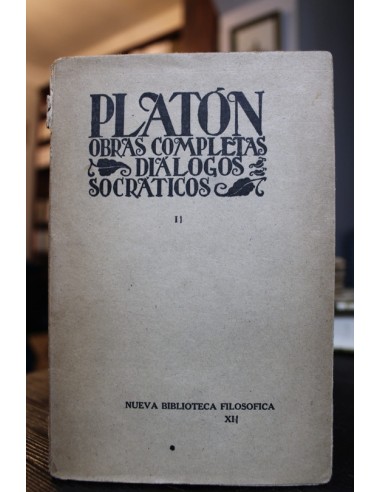 PLATÓN
OBRAS COMPLETAS
DIÁLOGOS
SOCRÁTICOS
II
NUEVA BIBLIOTECA FILOSOFICA
XII